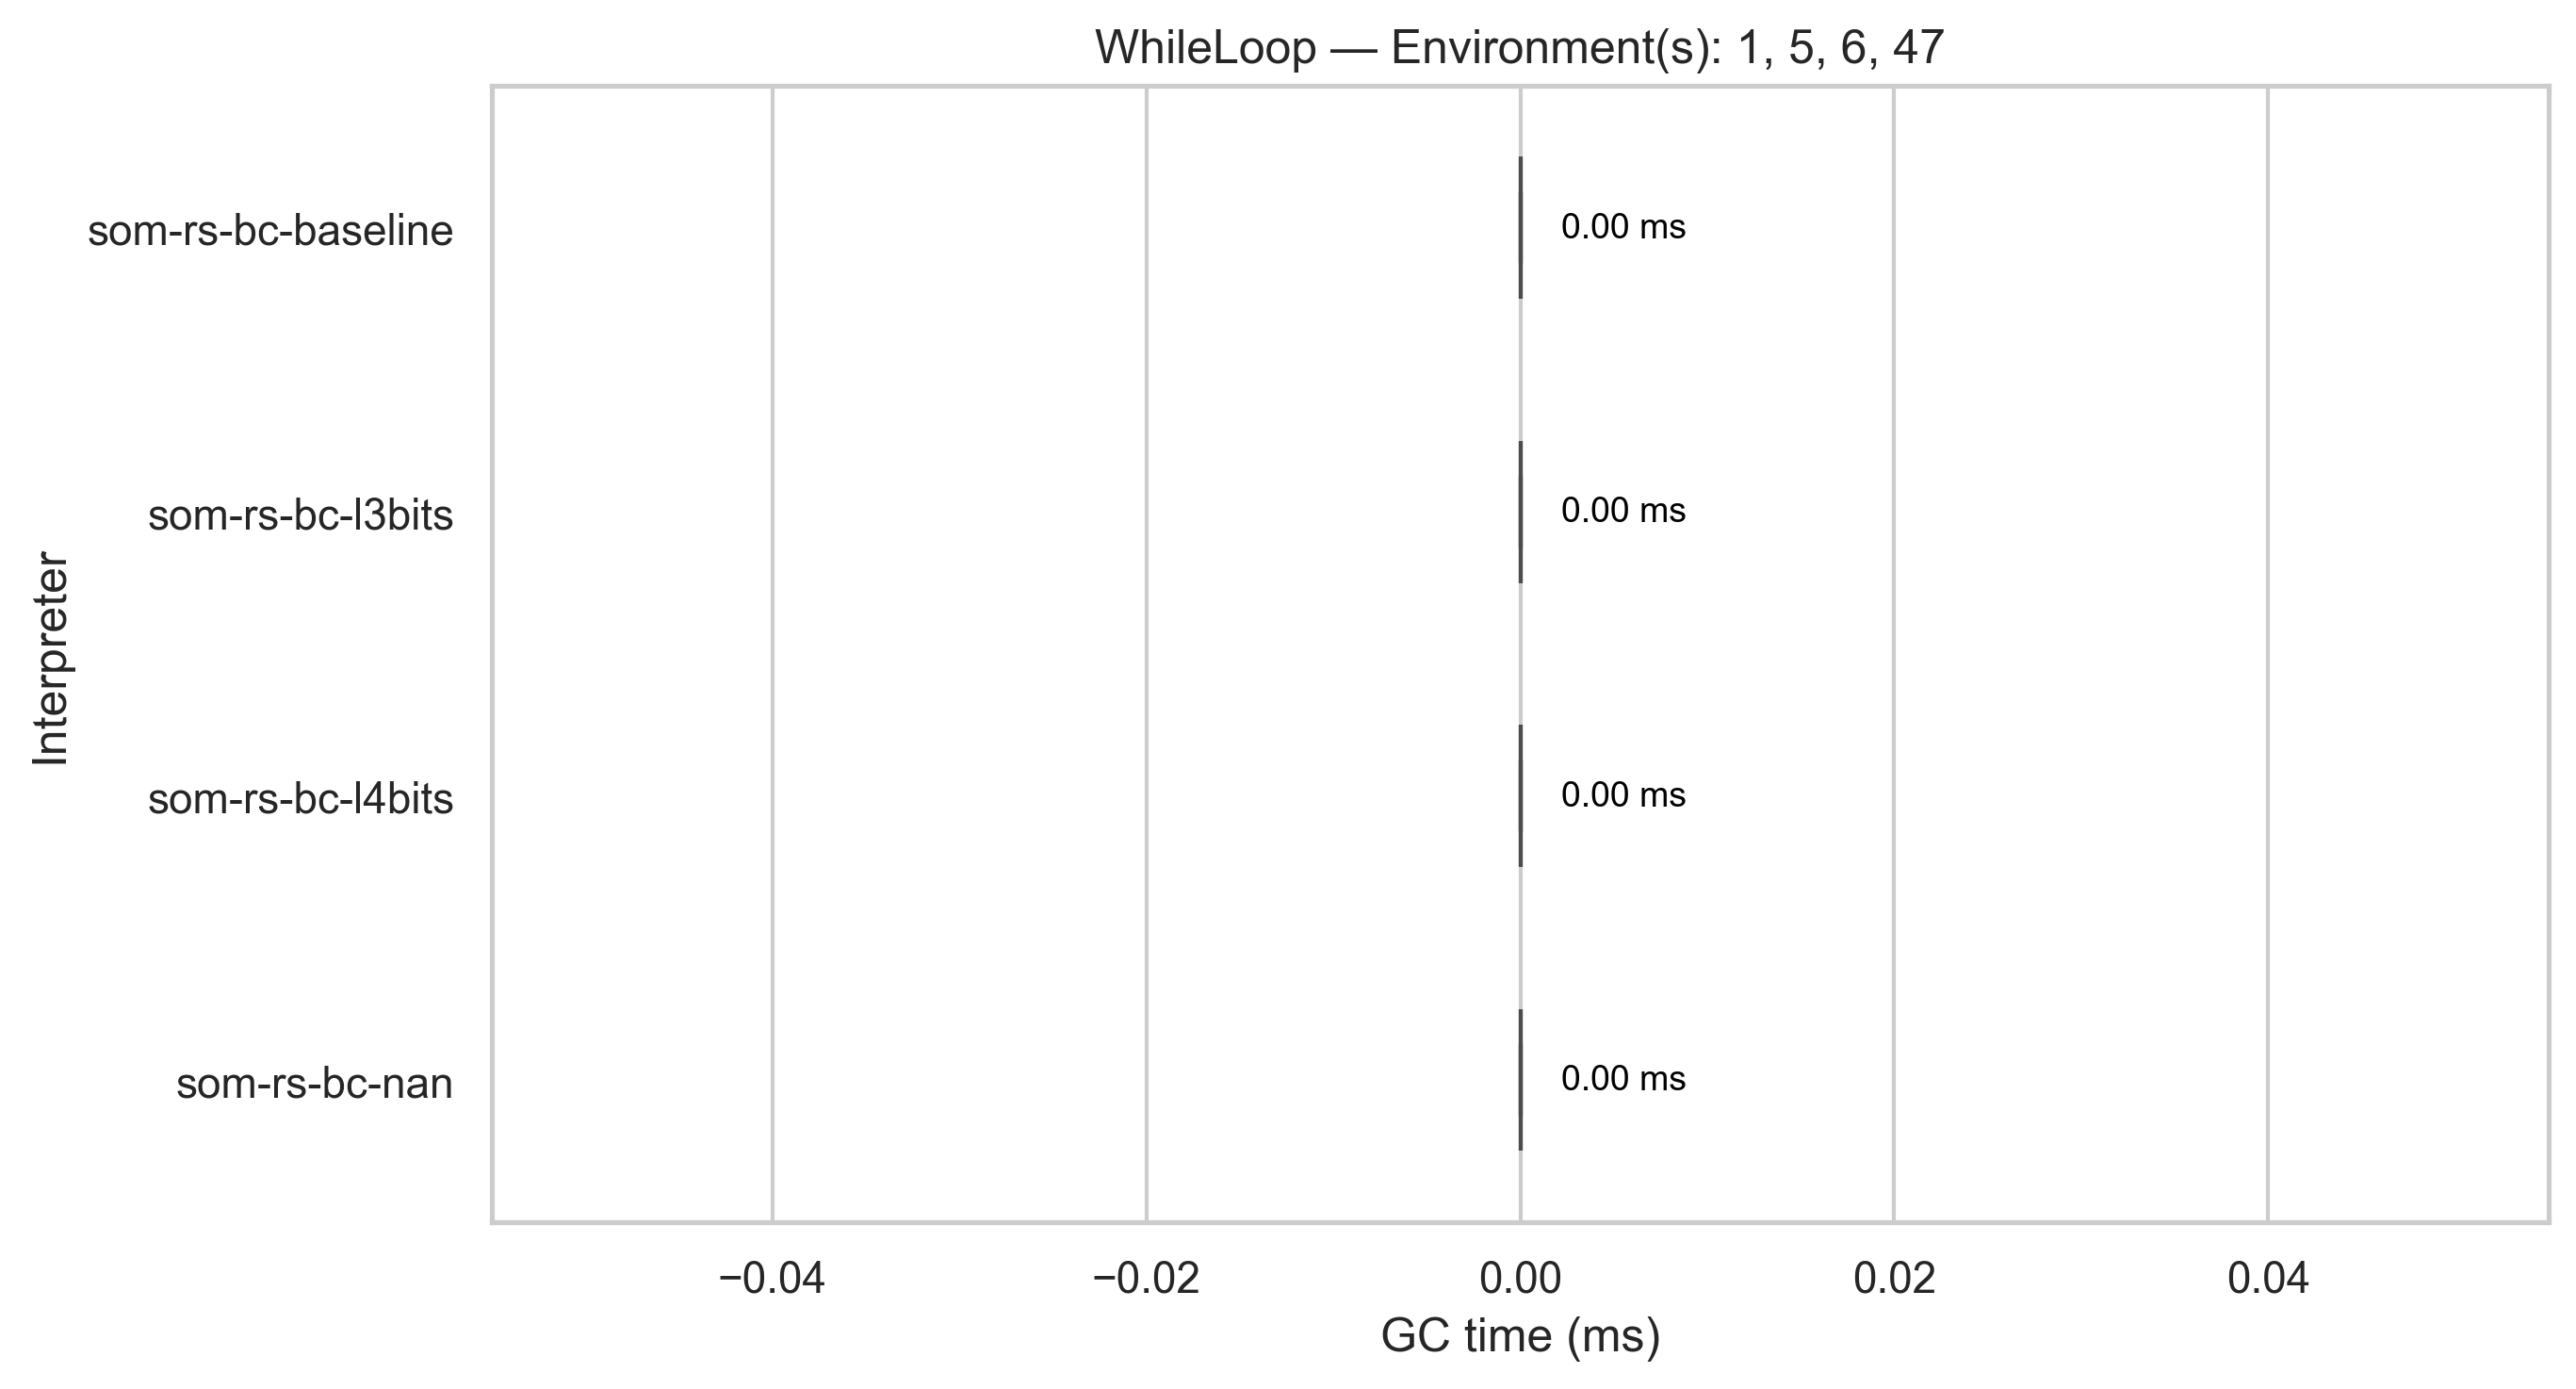 WhileLoop — Environment(s): 1, 5, 6, 47
Interpreter
som-rs-bc-baseline
0.00 ms
som-rs-bc-l3bits
0.00 ms
som-rs-bc-l4bits
0.00 ms
som-rs-bc-nan
0.00 ms
−0.04 −0.02 0.00 0.02 0.04
GC time (ms)